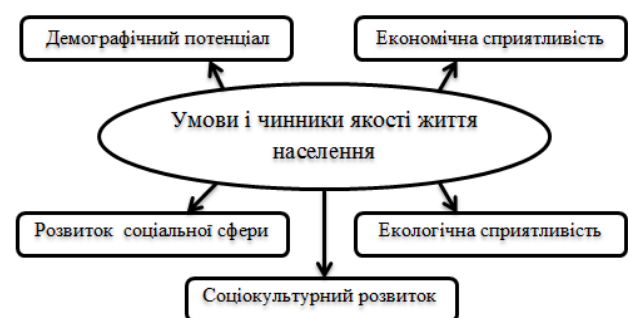 Демографічний потенціал
Економічна сприятливість
Умови і чинники якості життя
населення
Розвиток соціальної сфери
Екологічна сприятливість
Соціокультурний розвиток